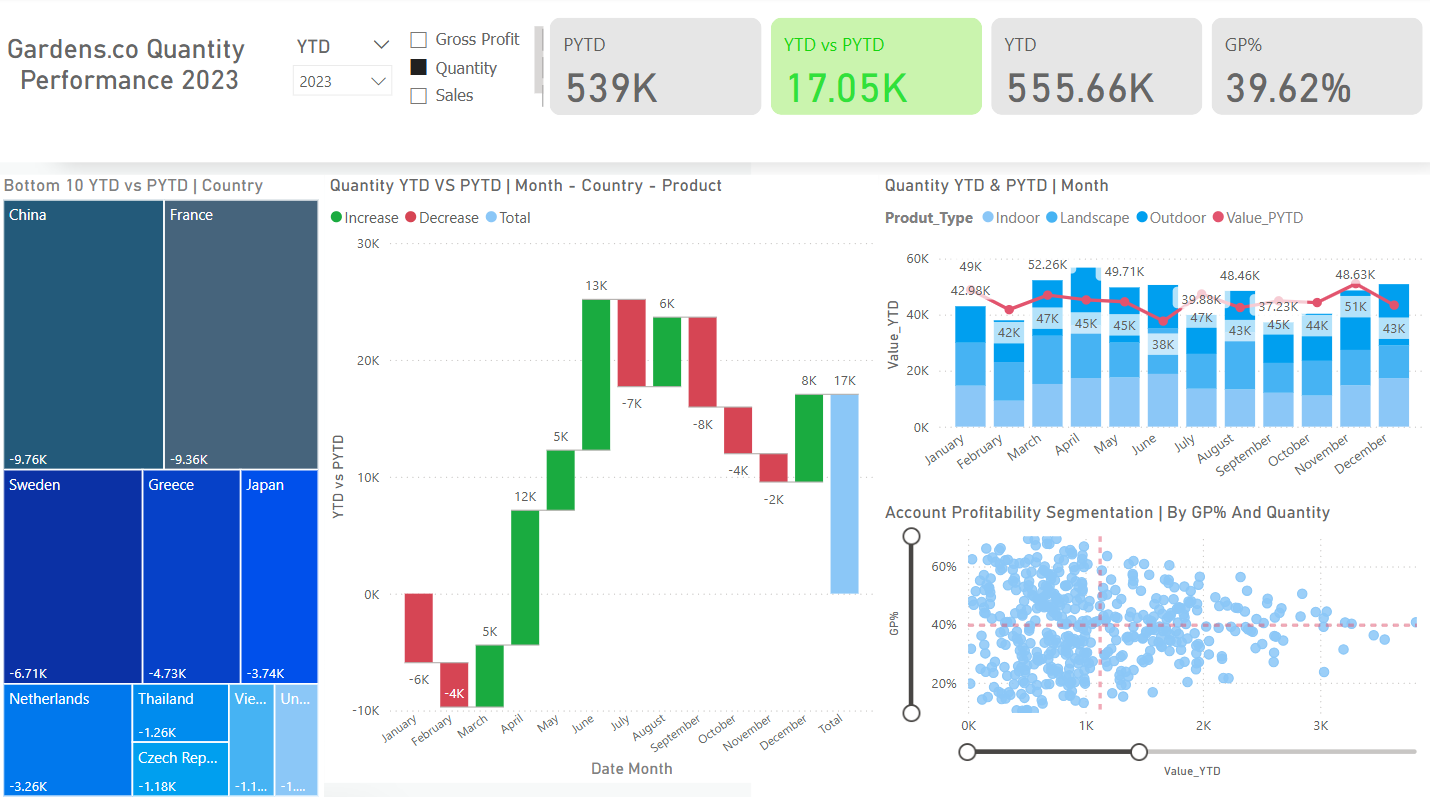 Gardens.co Quantity
Performance 2023
YTD
2023
Gross Profit
Quantity
Sales
PYTD
539K
YTD vs PYTD
17.05K
YTD
555.66K
GP%
39.62%
Bottom 10 YTD vs PYTD | Country
China
-9.76K
France
-9.36K
Sweden
-6.71K
Greece
-4.73K
Japan
-3.74K
Netherlands
-3.26K
Thailand
-1.26K
Czech Rep...
-1.18K
Vie...
-1.1...
Un...
-1....
Quantity YTD VS PYTD | Month - Country - Product
Increase Decrease Total
YTD vs PYTD
30K
20K
10K
0K
-10K
-6K
-4K
5K
12K
5K
13K
-7K
6K
-8K
-4K
-2K
8K
17K
January February March April May June July August September October November December Total
Date Month
Quantity YTD & PYTD | Month
Produt_Type Indoor Landscape Outdoor Value_PYTD
Value_YTD
60K
40K
20K
0K
49K
42.98K
42K
52.26K
47K
45K
49.71K
45K
38K
39.88K
47K
48.46K
43K
37.23K
45K
44K
48.63K
51K
43K
January February March April May June July August September October November December
Account Profitability Segmentation | By GP% And Quantity
GP%
60%
40%
20%
0K 1K 2K 3K
Value_YTD